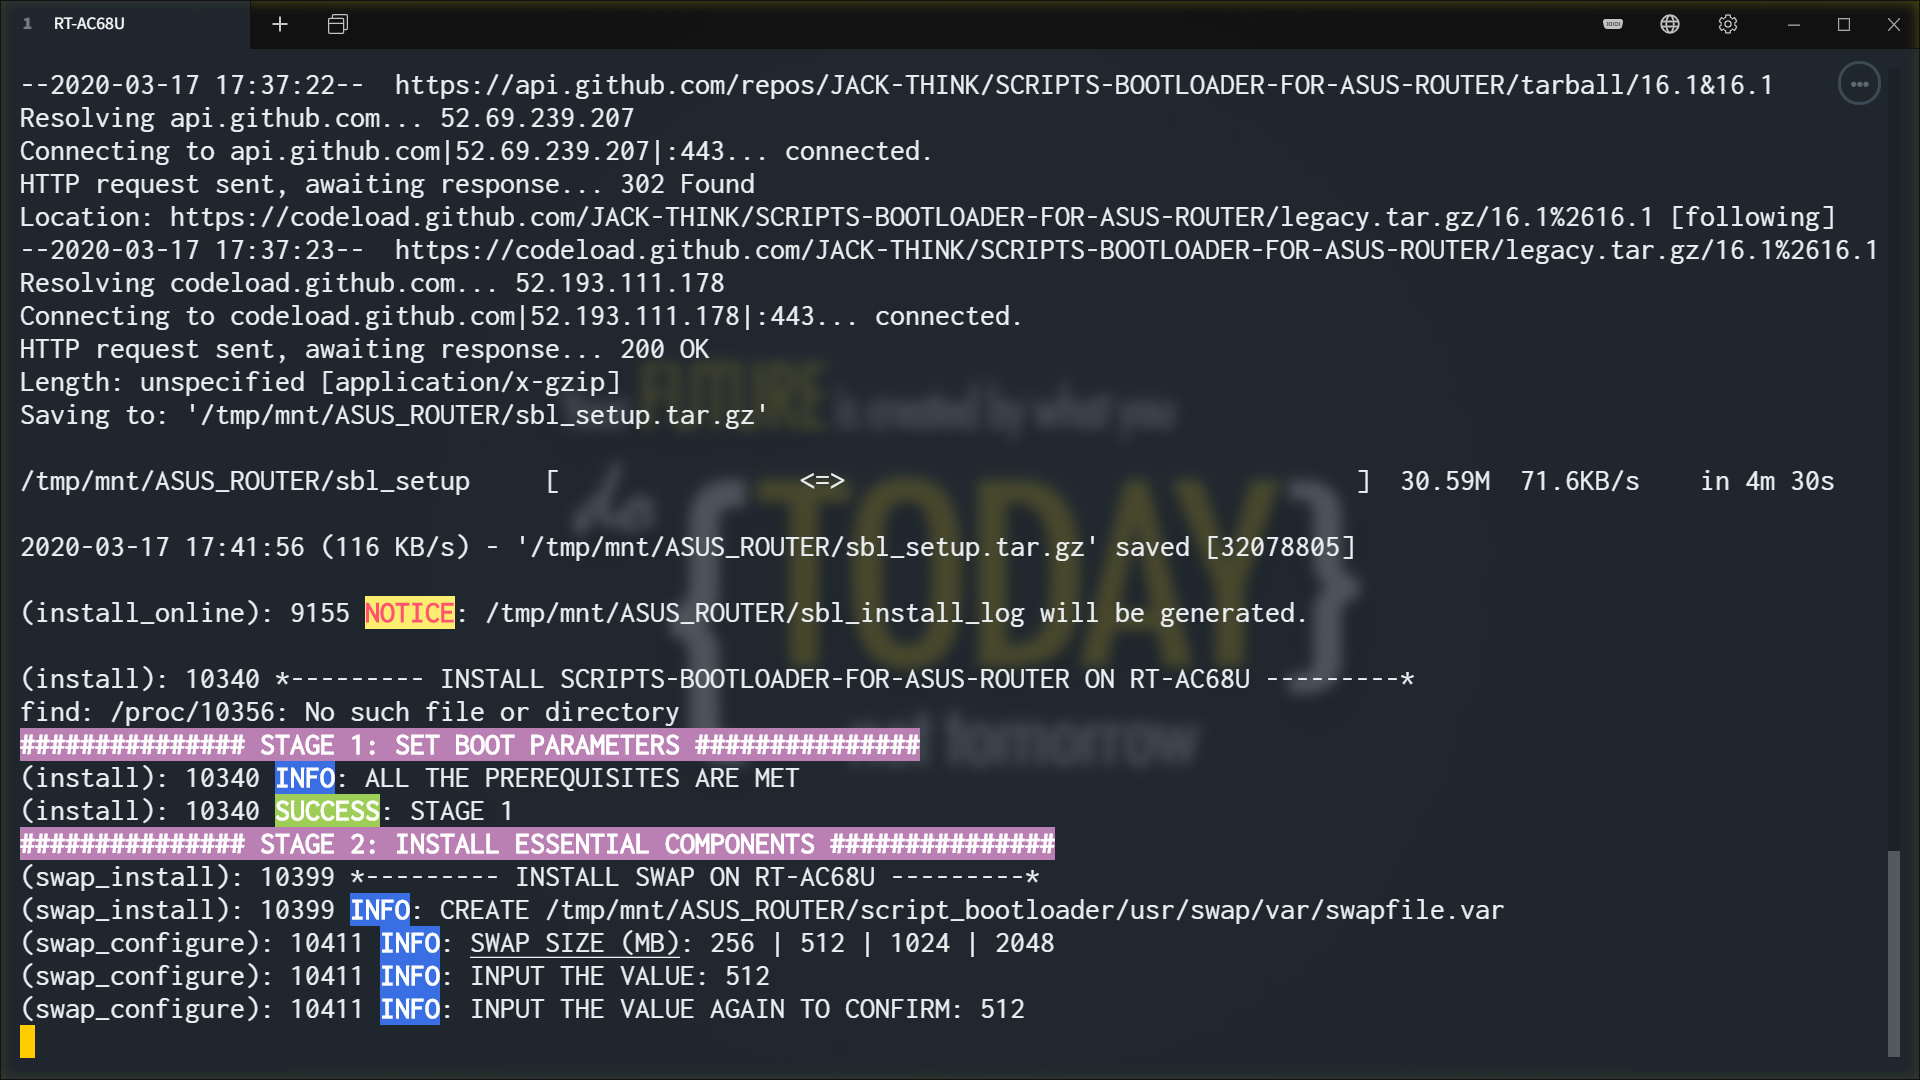 1 RT-AC68U
--2020-03-17 17:37:22-- https://api.github.com/repos/JACK-THINK/SCRIPTS-BOOTLOADER-FOR-ASUS-ROUTER/tarball/16.1&16.1
Resolving api.github.com... 52.69.239.207
Connecting to api.github.com|52.69.239.207|:443... connected.
HTTP request sent, awaiting response... 302 Found
Location: https://codeload.github.com/JACK-THINK/SCRIPTS-BOOTLOADER-FOR-ASUS-ROUTER/legacy.tar.gz/16.1%2616.1 [following]
--2020-03-17 17:37:23-- https://codeload.github.com/JACK-THINK/SCRIPTS-BOOTLOADER-FOR-ASUS-ROUTER/legacy.tar.gz/16.1%2616.1
Resolving codeload.github.com... 52.193.111.178
Connecting to codeload.github.com|52.193.111.178|:443... connected.
HTTP request sent, awaiting response... 200 OK
Length: unspecified [application/x-gzip]
Saving to: '/tmp/mnt/ASUS_ROUTER/sbl_setup.tar.gz'
FUTURE is created by what you
/tmp/mnt/ASUS_ROUTER/sbl_setup [ <=> ] 30.59M 71.6KB/s in 4m 30s
do {TODAY}
2020-03-17 17:41:56 (116 KB/s) - '/tmp/mnt/ASUS_ROUTER/sbl_setup.tar.gz' saved [32078805]
(install_online): 9155 NOTICE: /tmp/mnt/ASUS_ROUTER/sbl_install_log will be generated.
(install): 10340 *--------- INSTALL SCRIPTS-BOOTLOADER-FOR-ASUS-ROUTER ON RT-AC68U ---------*
find: /proc/10356: No such file or directory
not tomorrow
############### STAGE 1: SET BOOT PARAMETERS ###############
(install): 10340 INFO: ALL THE PREREQUISITES ARE MET
(install): 10340 SUCCESS: STAGE 1
############### STAGE 2: INSTALL ESSENTIAL COMPONENTS ###############
(swap_install): 10399 *--------- INSTALL SWAP ON RT-AC68U ---------*
(swap_install): 10399 INFO: CREATE /tmp/mnt/ASUS_ROUTER/script_bootloader/usr/swap/var/swapfile.var
(swap_configure): 10411 INFO: SWAP SIZE (MB): 256 | 512 | 1024 | 2048
(swap_configure): 10411 INFO: INPUT THE VALUE: 512
(swap_configure): 10411 INFO: INPUT THE VALUE AGAIN TO CONFIRM: 512